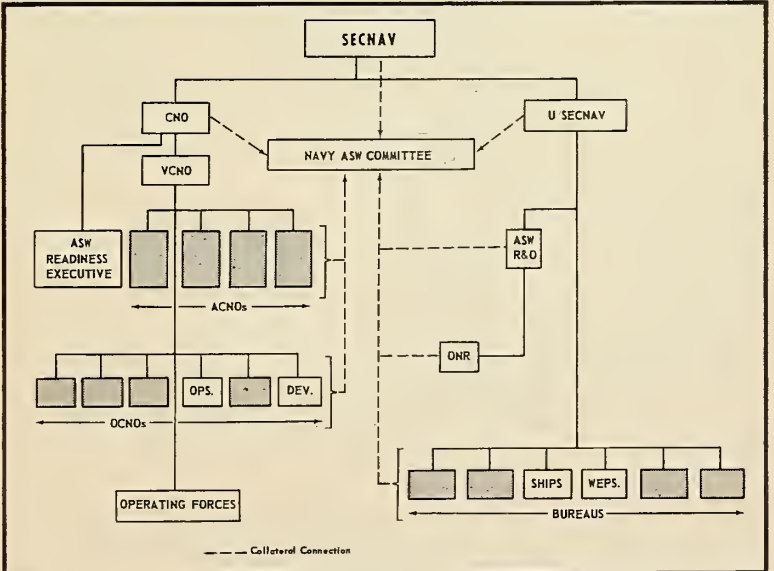 SECNAV
CNO
U SECNAV
NAVY ASW COMMITTEE
VCNO
ASW
READINESS
EXECUTIVE
ASW
R&D
ACNOs
ONR
OPS.
DEV.
OCNOs
SHIPS
WEPS.
OPERATING FORCES
BUREAUS
Collateral Connection